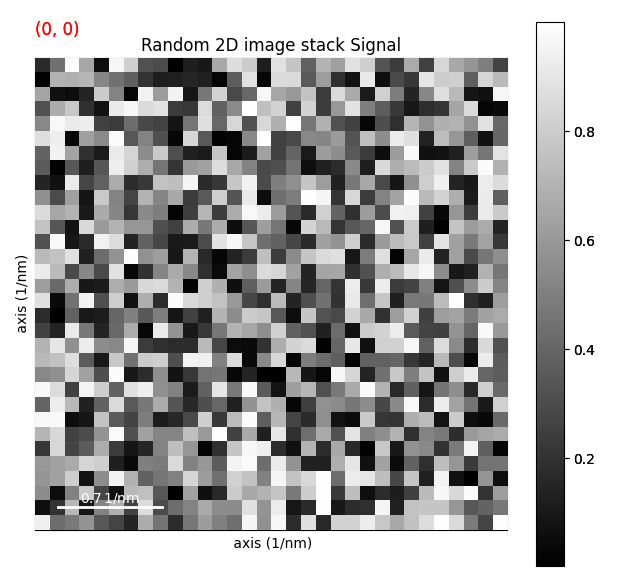 (0, 0)
Random 2D image stack Signal
axis (1/nm)
0.7 1/nm
axis (1/nm)
0.8
0.6
0.4
0.2